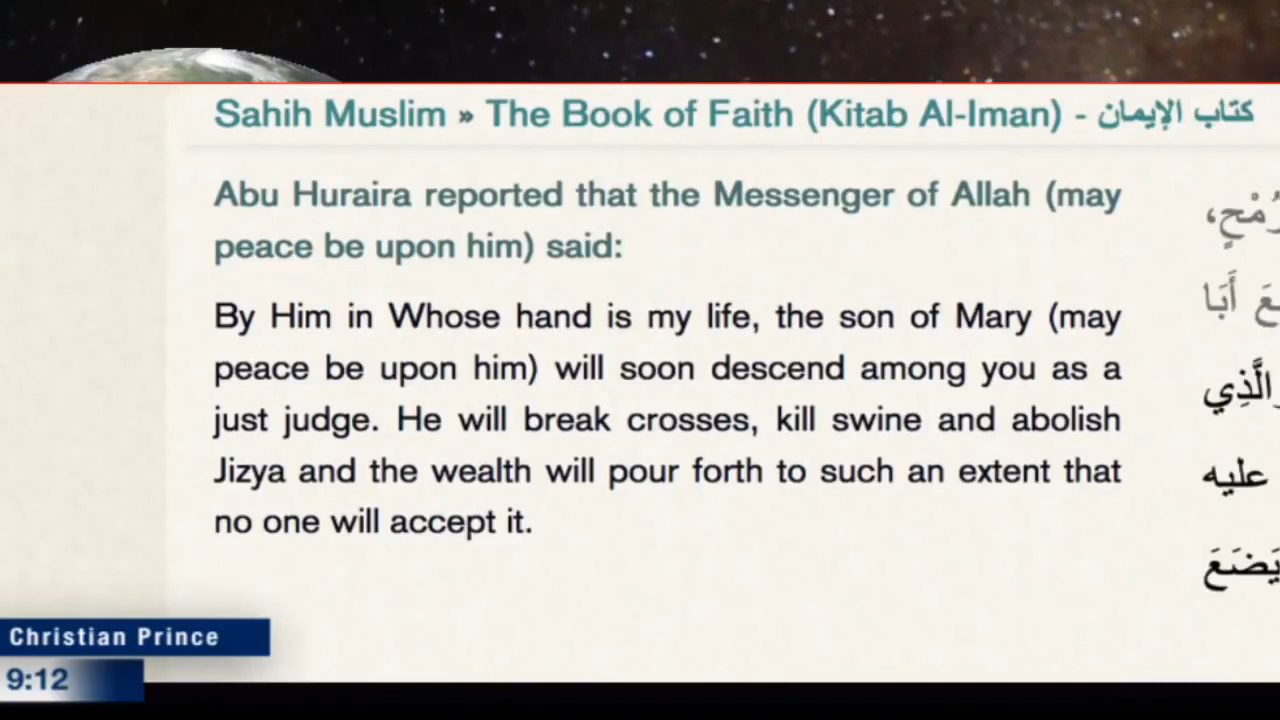 Sahih Muslim » The Book of Faith (Kitab Al-Iman) - كتاب الإيمان
Abu Huraira reported that the Messenger of Allah (may
peace be upon him) said:
By Him in Whose hand is my life, the son of Mary (may
peace be upon him) will soon descend among you as a
just judge. He will break crosses, kill swine and abolish
Jizya and the wealth will pour forth to such an extent that
no one will accept it.
عليه
Christian Prince
9:12